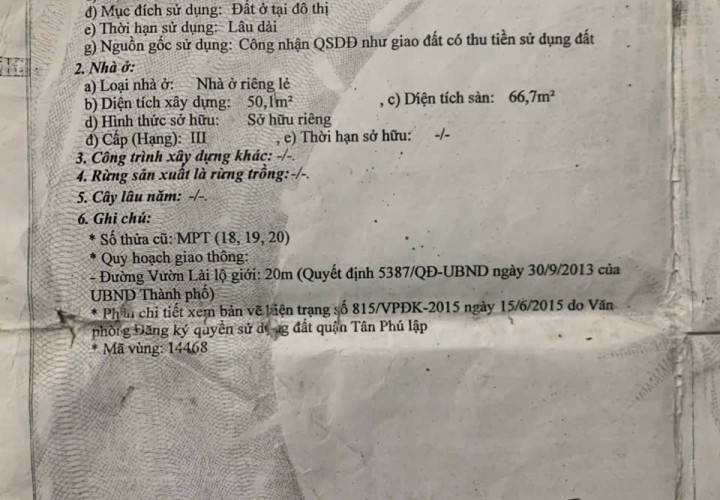 đ) Mục đích sử dụng: Đất ở tại đô thị
e) Thời hạn sử dụng: Lâu dài
g) Nguồn gốc sử dụng: Công nhận QSDĐ như giao đất có thu tiền sử dụng đất
2. Nhà ở:
a) Loại nhà ở: Nhà ở riêng lẻ
b) Diện tích xây dựng: 50,1m² , c) Diện tích sàn: 66,7m²
d) Hình thức sở hữu: Sở hữu riêng
đ) Cấp (Hạng): III , e) Thời hạn sở hữu: -/-
3. Công trình xây dựng khác: -/-.
4. Rừng sản xuất là rừng trồng: -/-.
5. Cây lâu năm: -/-.
6. Ghi chú:
* Số thửa cũ: MPT (18, 19, 20)
* Quy hoạch giao thông:
- Đường Vườn Lài lộ giới: 20m (Quyết định 5387/QĐ-UBND ngày 30/9/2013 của
UBND Thành phố)
* chi tiết xem bản vẽ hiện trạng số 815/VPĐK-2015 ngày 15/6/2015 do Văn
phòng Đăng ký quyền sử dụng đất quận Tân Phú lập
* Mã vùng: 14468